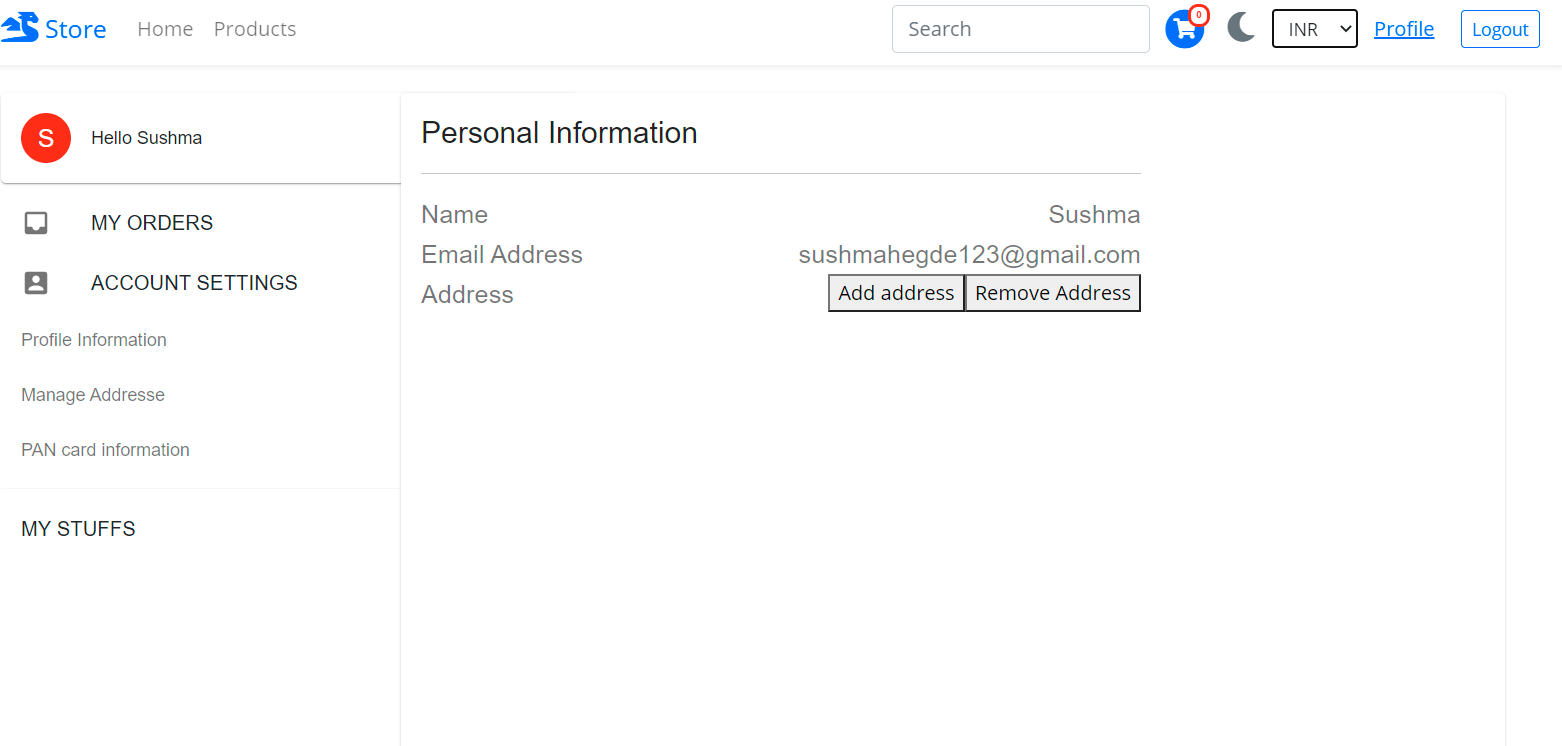 Store Home Products Search 0 INR Profile Logout
S Hello Sushma
MY ORDERS
ACCOUNT SETTINGS
Profile Information
Manage Addresse
PAN card information
MY STUFFS
Personal Information
Name Sushma
Email Address sushmahegde123@gmail.com
Address Add address Remove Address